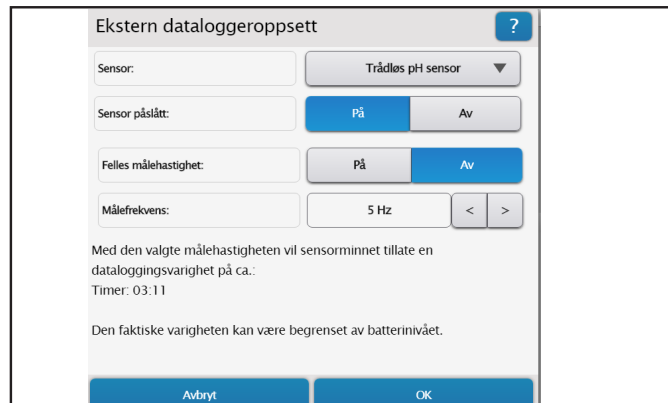 Ekstern dataloggeroppsett
?
Sensor:
Trådløs pH sensor
Sensor påslått:
På
Av
Felles målehastighet:
På
Av
Målefrekvens:
5 Hz
<
>
Med den valgte målehastigheten vil sensorminnet tillate en
dataloggingsvarighet på ca.:
Timer: 03:11
Den faktiske varigheten kan være begrenset av batterinivået.
Avbryt
OK